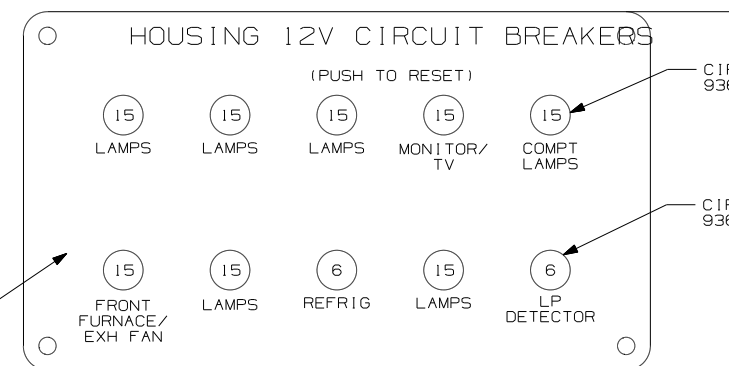 HOUSING 12V CIRCUIT BREAKERS
(PUSH TO RESET)
15 15 15 15 15
LAMPS LAMPS LAMPS MONITOR/ TV COMPT LAMPS
15 15 6 15 6
FRONT FURNACE/ EXH FAN LAMPS REFRIG LAMPS LP DETECTOR